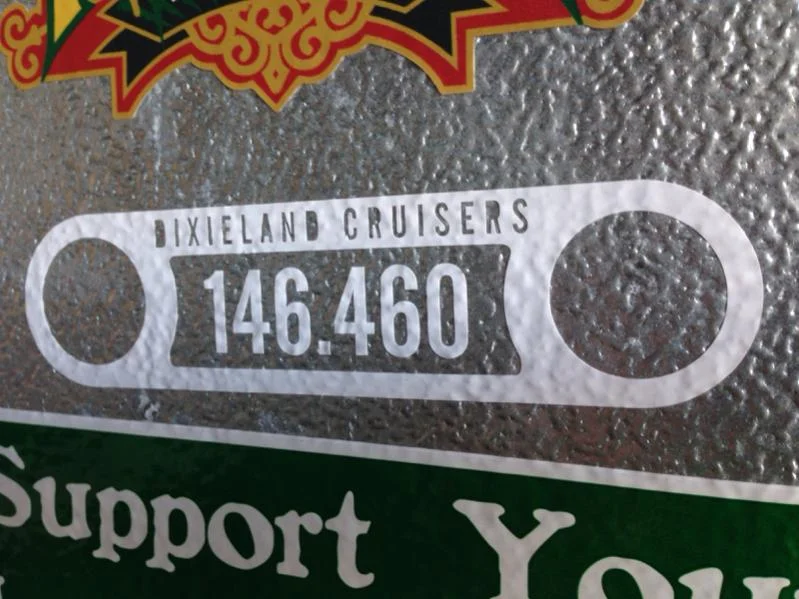 DIXIELAND CRUISERS
146.460
Support You